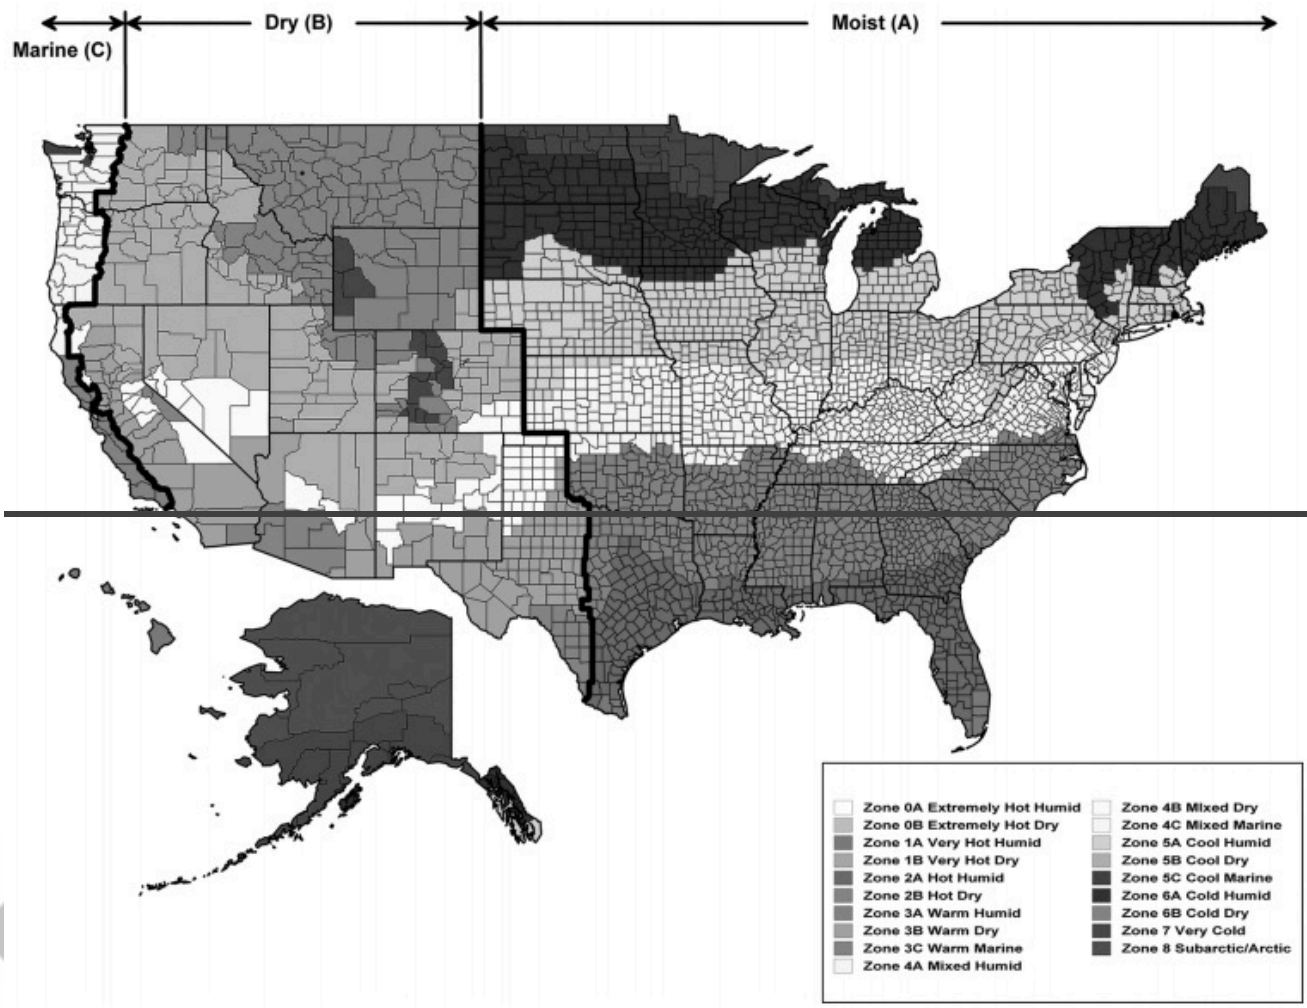 Dry (B)
Moist (A)
Marine (C)
Zone 0A Extremely Hot Humid
Zone 0B Extremely Hot Dry
Zone 1A Very Hot Humid
Zone 1B Very Hot Dry
Zone 2A Hot Humid
Zone 2B Hot Dry
Zone 3A Warm Humid
Zone 3B Warm Dry
Zone 3C Warm Marine
Zone 4A Mixed Humid
Zone 4B MIxed Dry
Zone 4C Mixed Marine
Zone 5A Cool Humid
Zone 5B Cool Dry
Zone 5C Cool Marine
Zone 6A Cold Humid
Zone 6B Cold Dry
Zone 7 Very Cold
Zone 8 Subarctic/Arctic